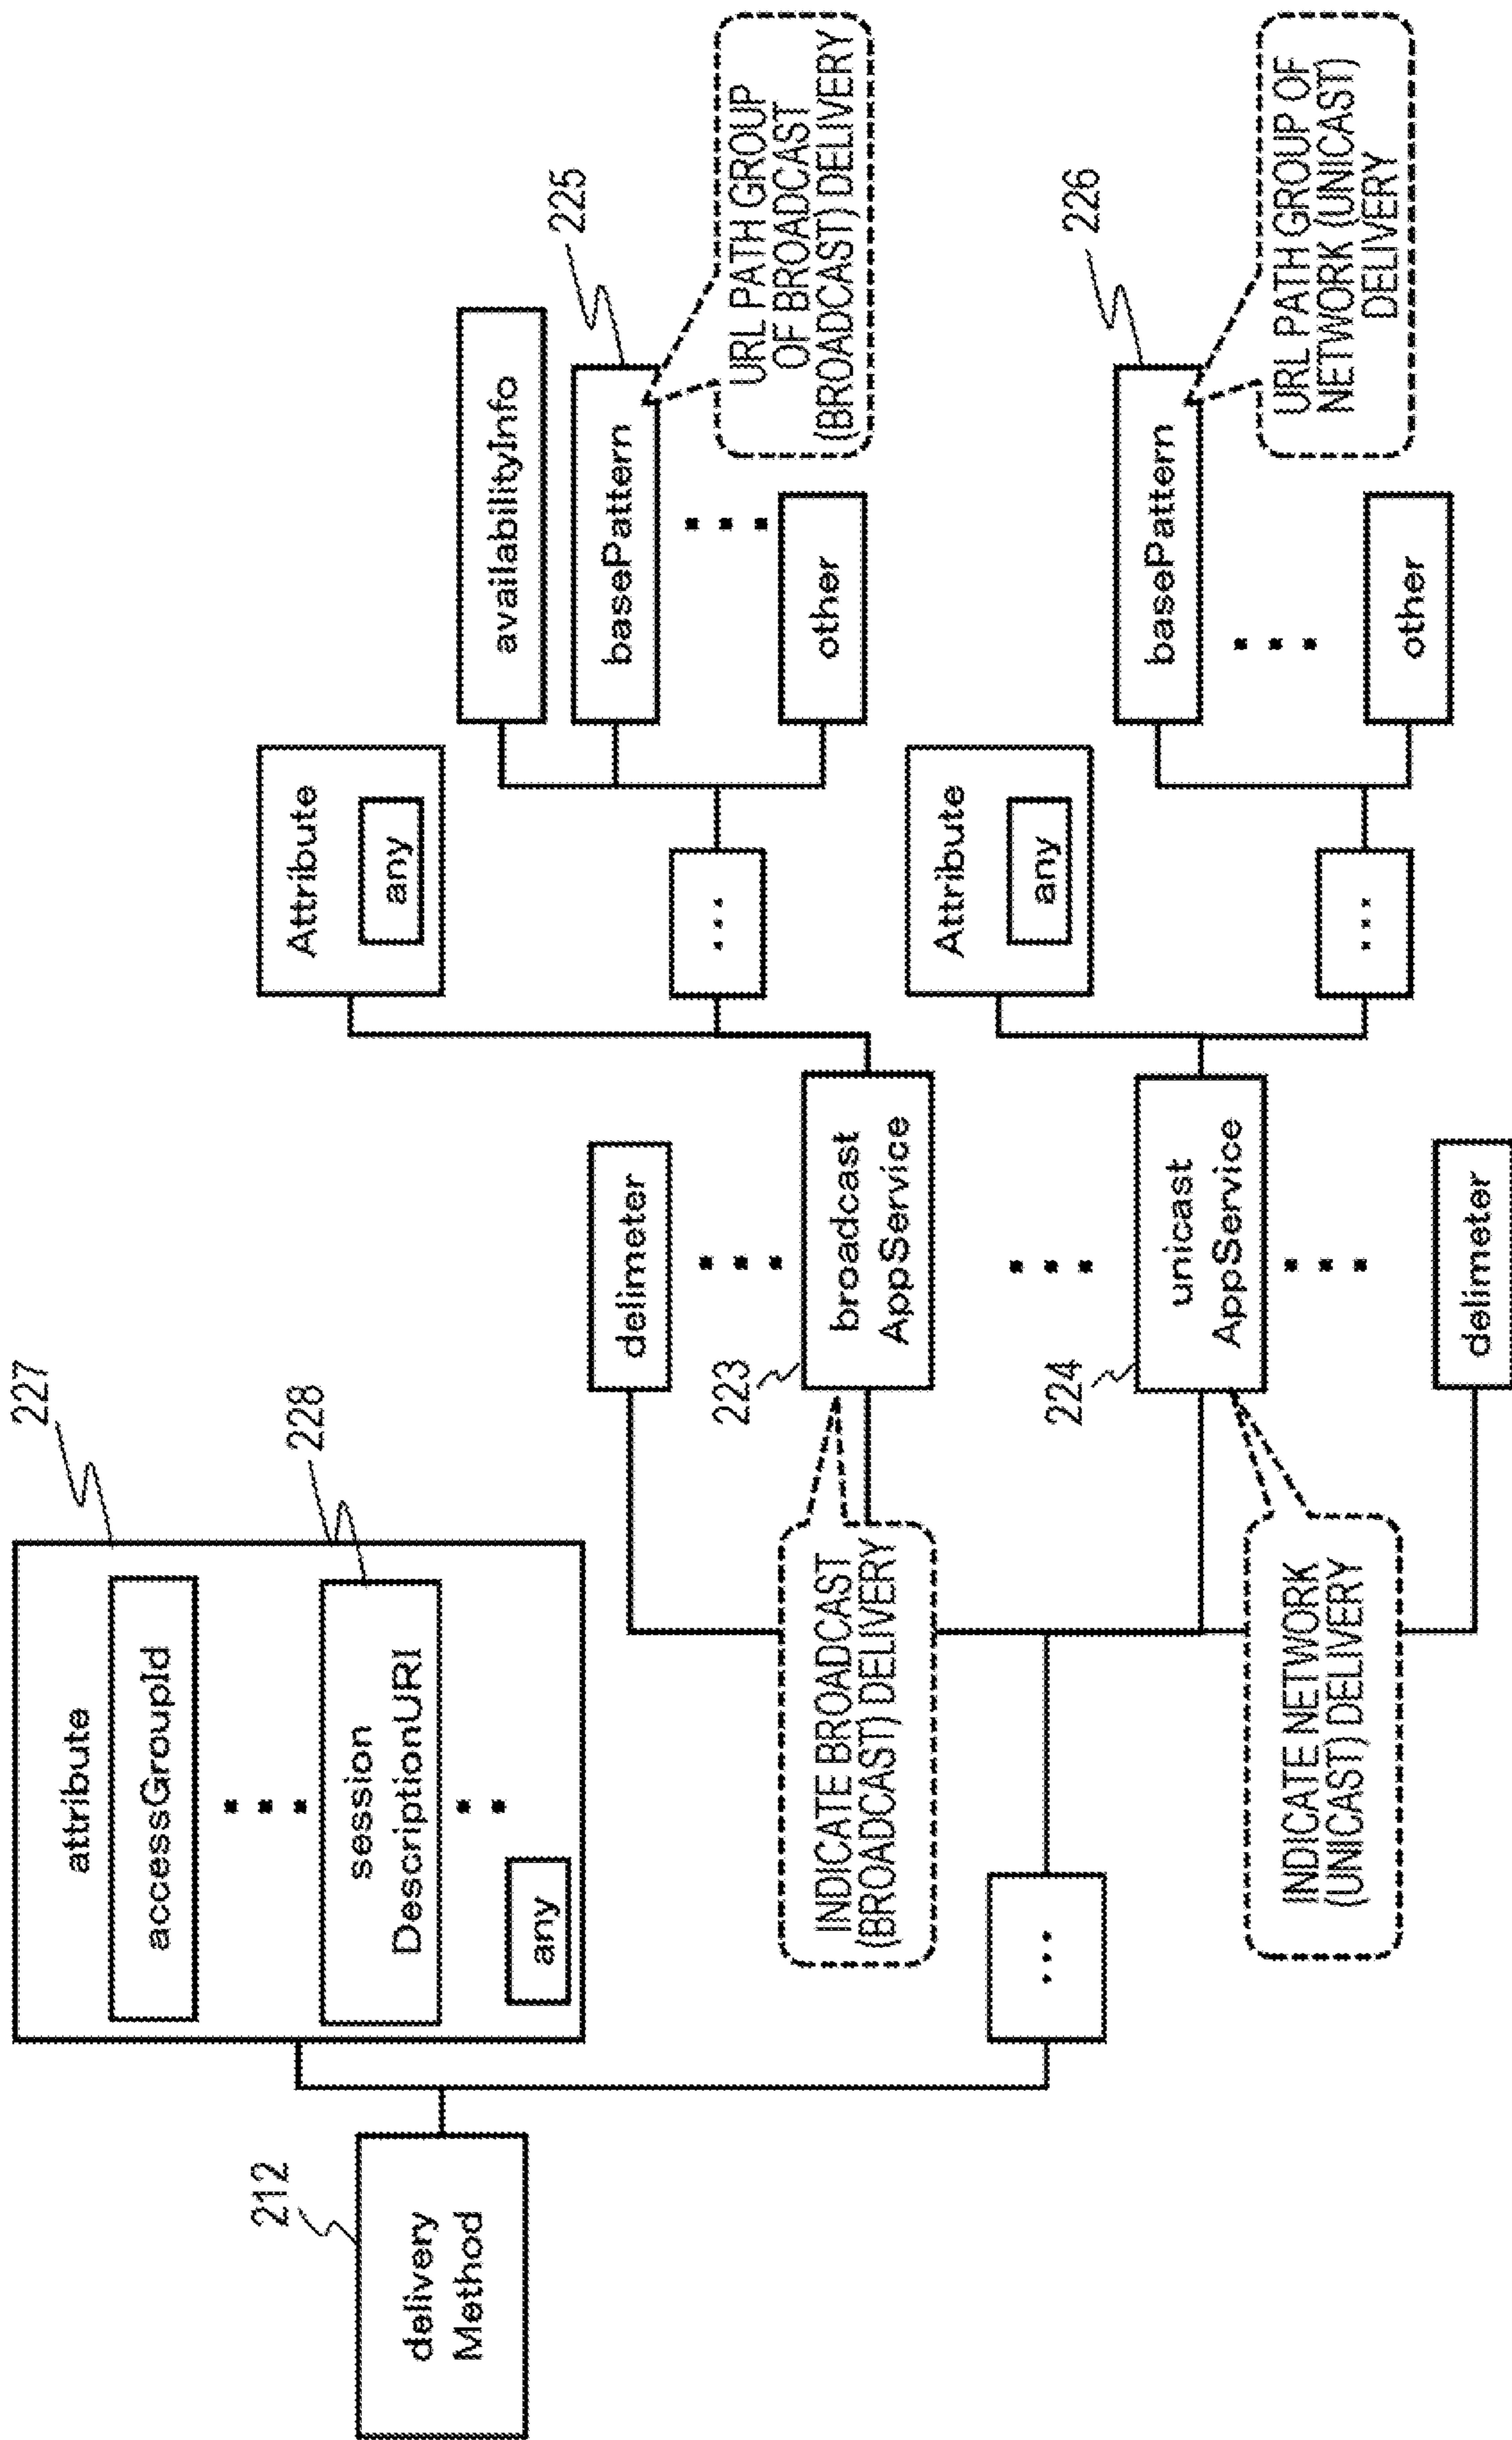 212
delivery
Method
227
attribute
accessGroupId
228
session
DescriptionURI
any
...
INDICATE BROADCAST
(BROADCAST) DELIVERY
INDICATE NETWORK
(UNICAST) DELIVERY
delimeter
223
broadcast
AppService
224
unicast
AppService
delimeter
Attribute
any
...
availabilityInfo
225
basePattern
URL PATH GROUP
OF BROADCAST
(BROADCAST) DELIVERY
other
Attribute
any
...
226
basePattern
URL PATH GROUP OF
NETWORK (UNICAST)
DELIVERY
other